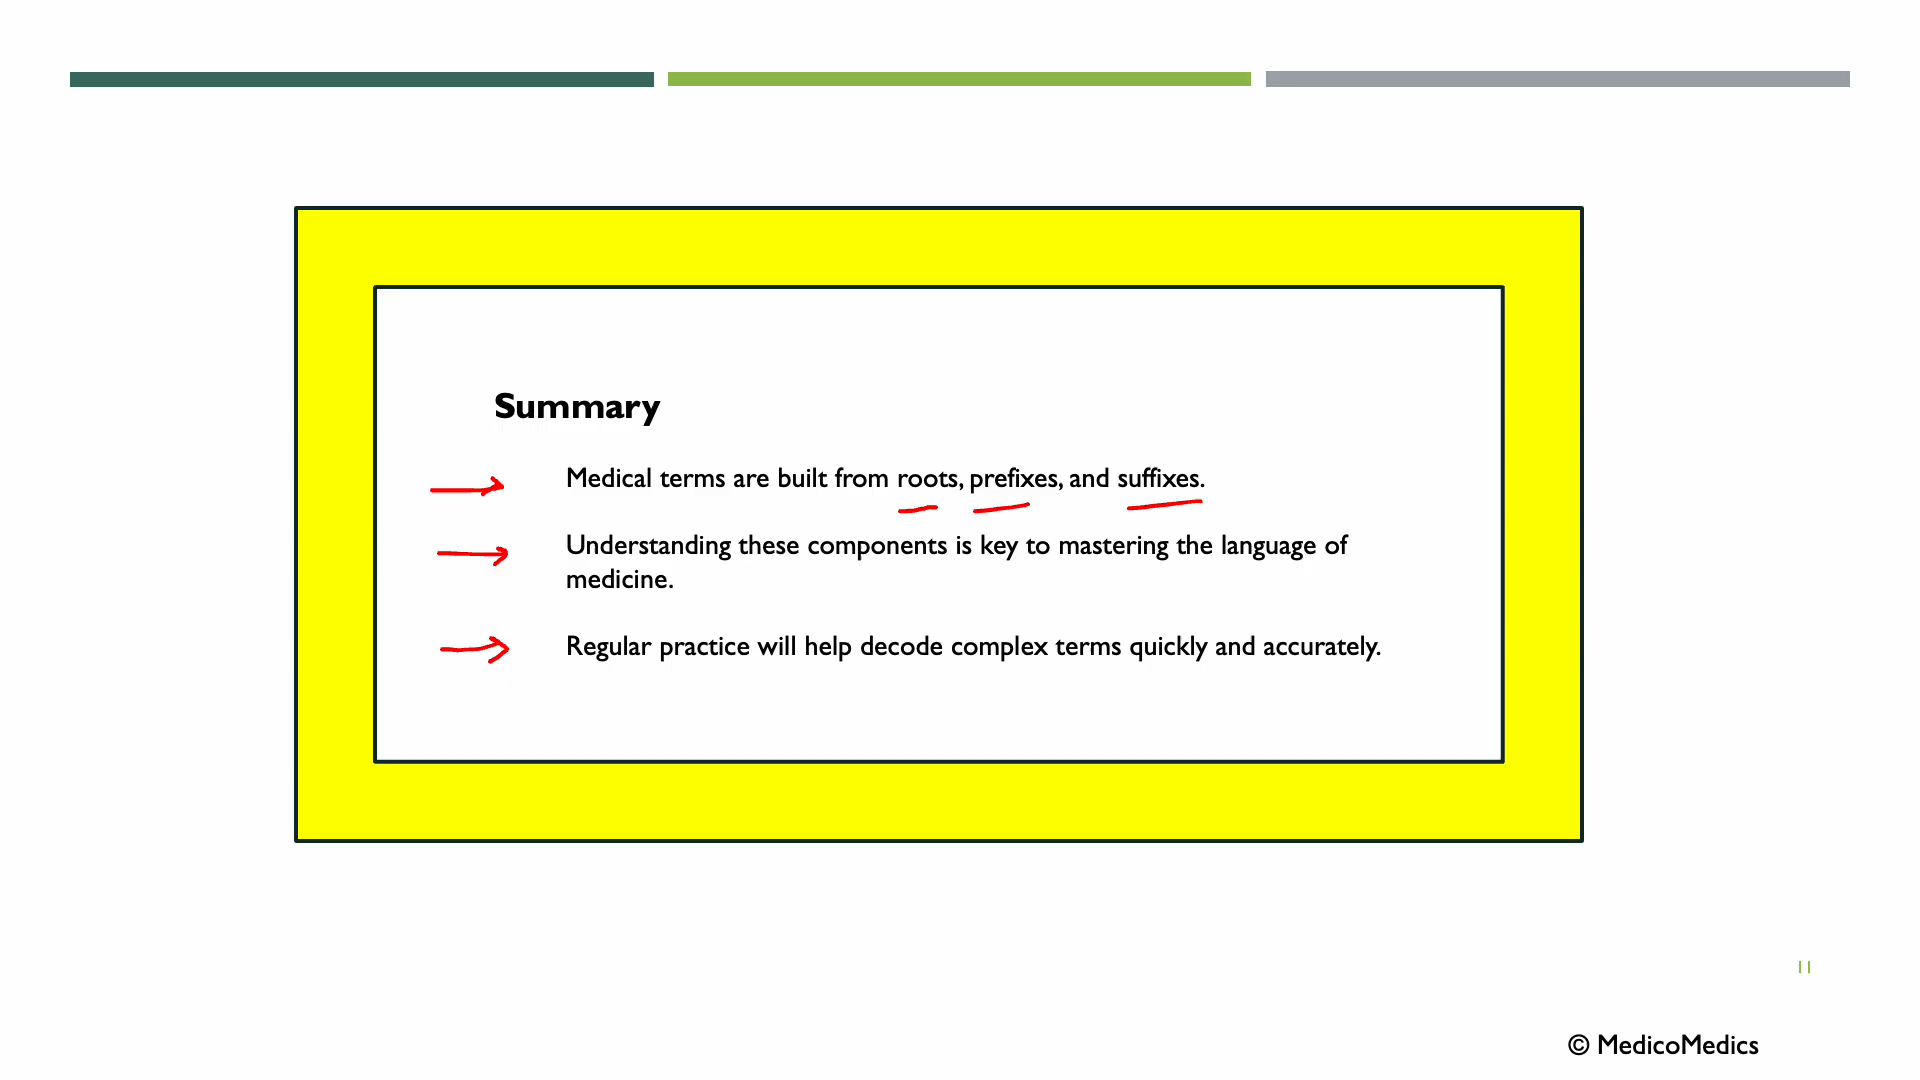 Summary
Medical terms are built from roots, prefixes, and suffixes.
Understanding these components is key to mastering the language of
medicine.
Regular practice will help decode complex terms quickly and accurately.
11
© MedicoMedics